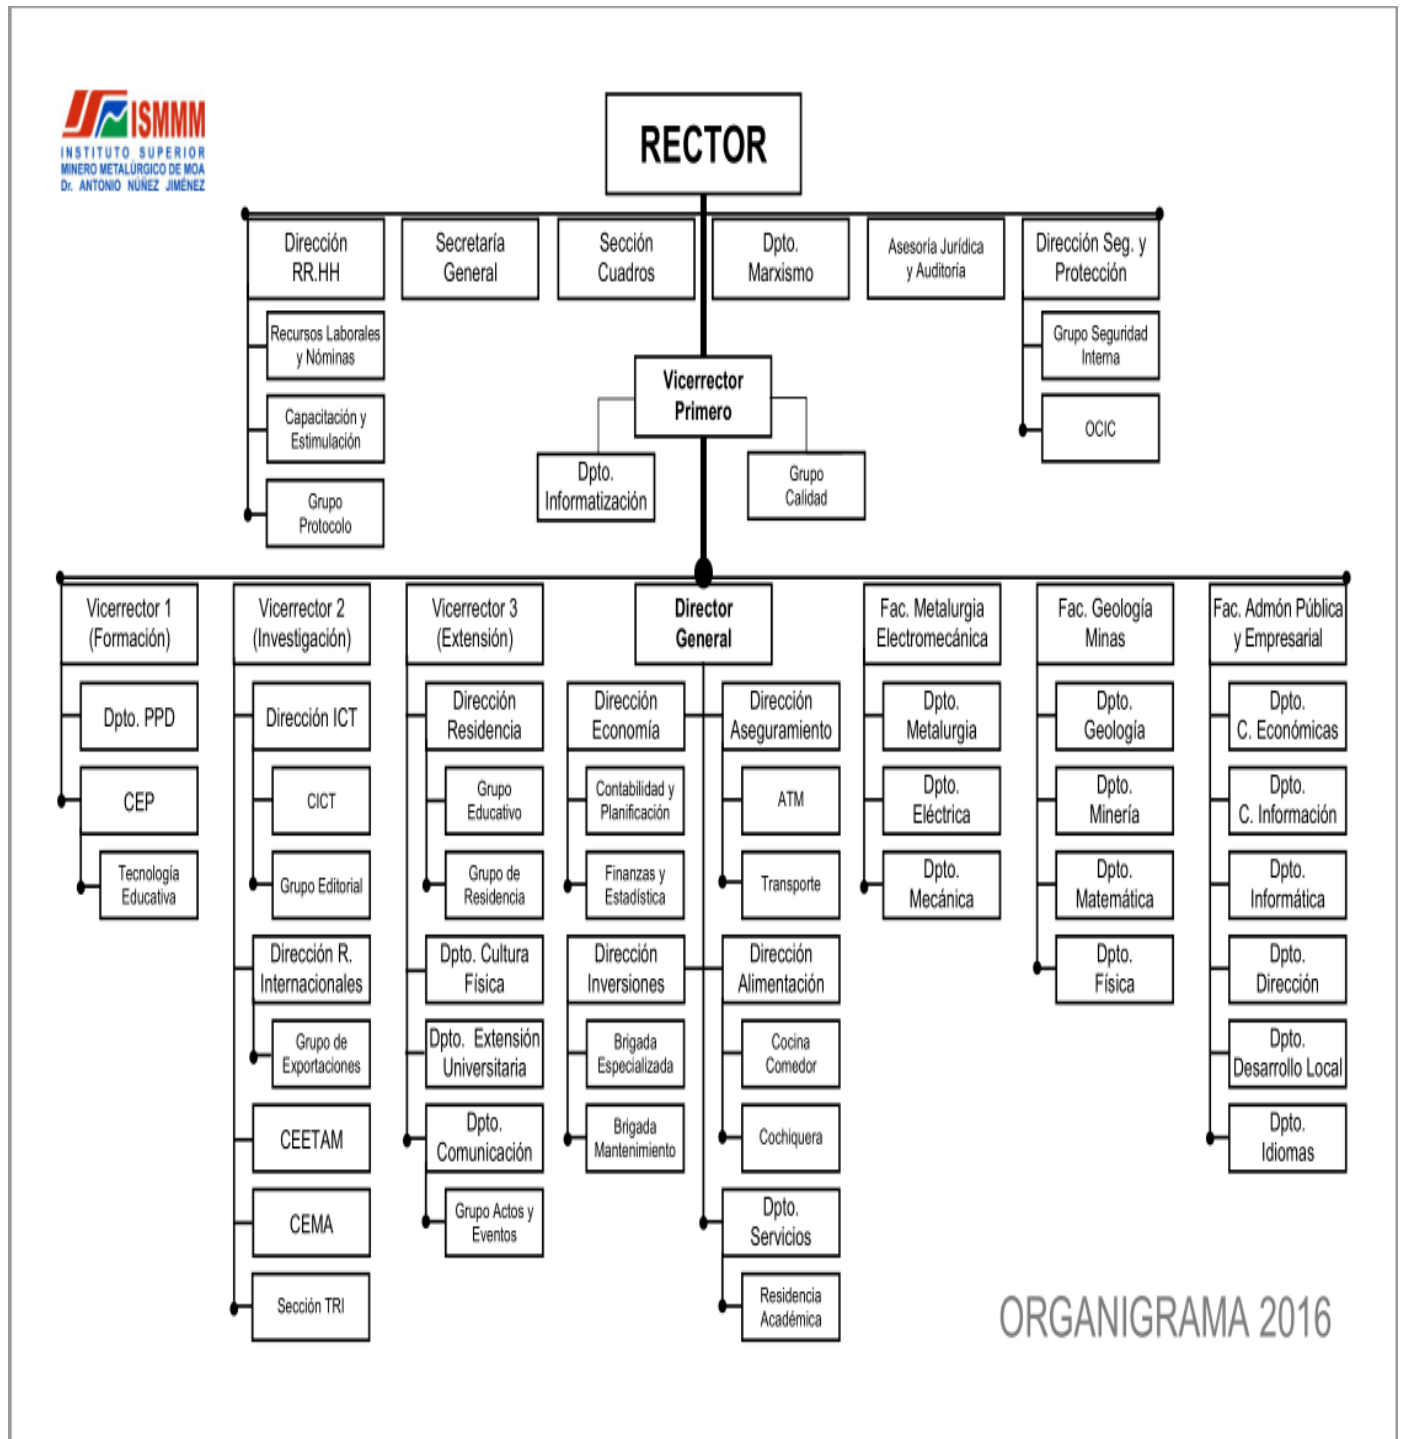 ISMMM
INSTITUTO SUPERIOR
MINERO METALÚRGICO DE MOA
Dr. ANTONIO NÚÑEZ JIMÉNEZ
RECTOR
Dirección
RR.HH
Secretaría
General
Sección
Cuadros
Dpto.
Marxismo
Asesoría Jurídica
y Auditoría
Dirección Seg. y
Protección
Recursos Laborales
y Nóminas
Capacitación y
Estimulación
Grupo
Protocolo
Grupo Seguridad
Interna
OCIC
Vicerrector
Primero
Dpto.
Informatización
Grupo
Calidad
Vicerrector 1
(Formación)
Dpto. PPD
CEP
Tecnología
Educativa
Vicerrector 2
(Investigación)
Dirección ICT
CICT
Grupo Editorial
Dirección R.
Internacionales
Grupo de
Exportaciones
CEETAM
CEMA
Sección TRI
Vicerrector 3
(Extensión)
Dirección
Residencia
Grupo
Educativo
Grupo de
Residencia
Dpto. Cultura
Física
Dpto. Extensión
Universitaria
Dpto.
Comunicación
Grupo Actos y
Eventos
Director
General
Dirección
Economía
Contabilidad y
Planificación
Finanzas y
Estadística
Dirección
Inversiones
Brigada
Especializada
Brigada
Mantenimiento
Dirección
Aseguramiento
ATM
Transporte
Dirección
Alimentación
Cocina
Comedor
Cochiquera
Dpto.
Servicios
Residencia
Académica
Fac. Metalurgia
Electromecánica
Dpto.
Metalurgia
Dpto.
Eléctrica
Dpto.
Mecánica
Fac. Geología
Minas
Dpto.
Geología
Dpto.
Minería
Dpto.
Matemática
Dpto.
Física
Fac. Admón Pública
y Empresarial
Dpto.
C. Económicas
Dpto.
C. Información
Dpto.
Informática
Dpto.
Dirección
Dpto.
Desarrollo Local
Dpto.
Idiomas
ORGANIGRAMA 2016